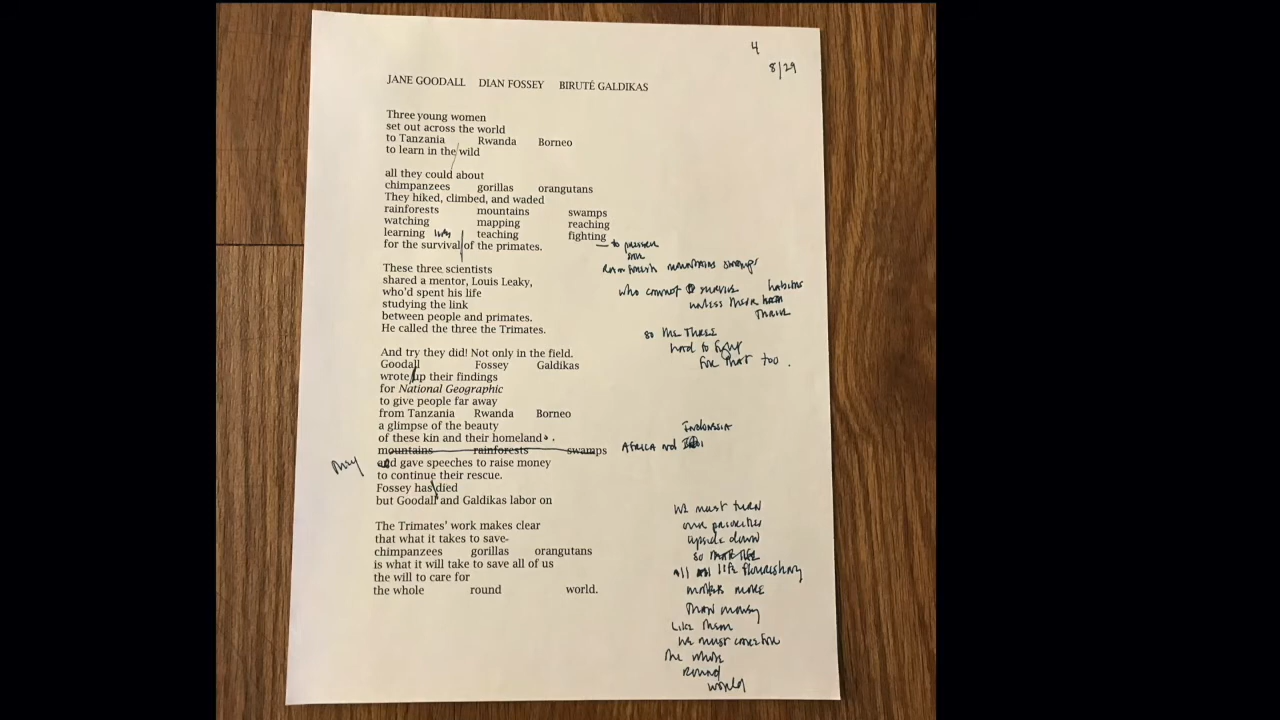 4
8/29
JANE GOODALL DIAN FOSSEY BIRUTÉ GALDIKAS
Three young women
set out across the world
to Tanzania Rwanda Borneo
to learn in the wild
all they could about
chimpanzees gorillas orangutans
They hiked, climbed, and waded
rainforests mountains swamps
watching mapping reaching
learning teaching fighting
for the survival of the primates.
to preserve
rainforests mountains swamps
These three scientists
shared a mentor, Louis Leaky,
who'd spent his life
studying the link
between people and primates.
He called the three the Trimates.
who cannot survive habitats
unless their
thrive
so the three
had to fight
for that too.
And try they did! Not only in the field.
Goodall Fossey Galdikas
wrote up their findings
for National Geographic
to give people far away
from Tanzania Rwanda Borneo
a glimpse of the beauty
of these kin and their homeland.
mountains rainforests swamps
Indonesia
Africa and
They
and gave speeches to raise money
to continue their rescue.
Fossey has died
but Goodall and Galdikas labor on
The Trimates' work makes clear
that what it takes to save
chimpanzees gorillas orangutans
is what it will take to save all of us
the will to care for
the whole round world.
We must turn
our priorities
upside down
so
all life flourishing
matters more
than money
Like them
we must care for
the whole
round
world